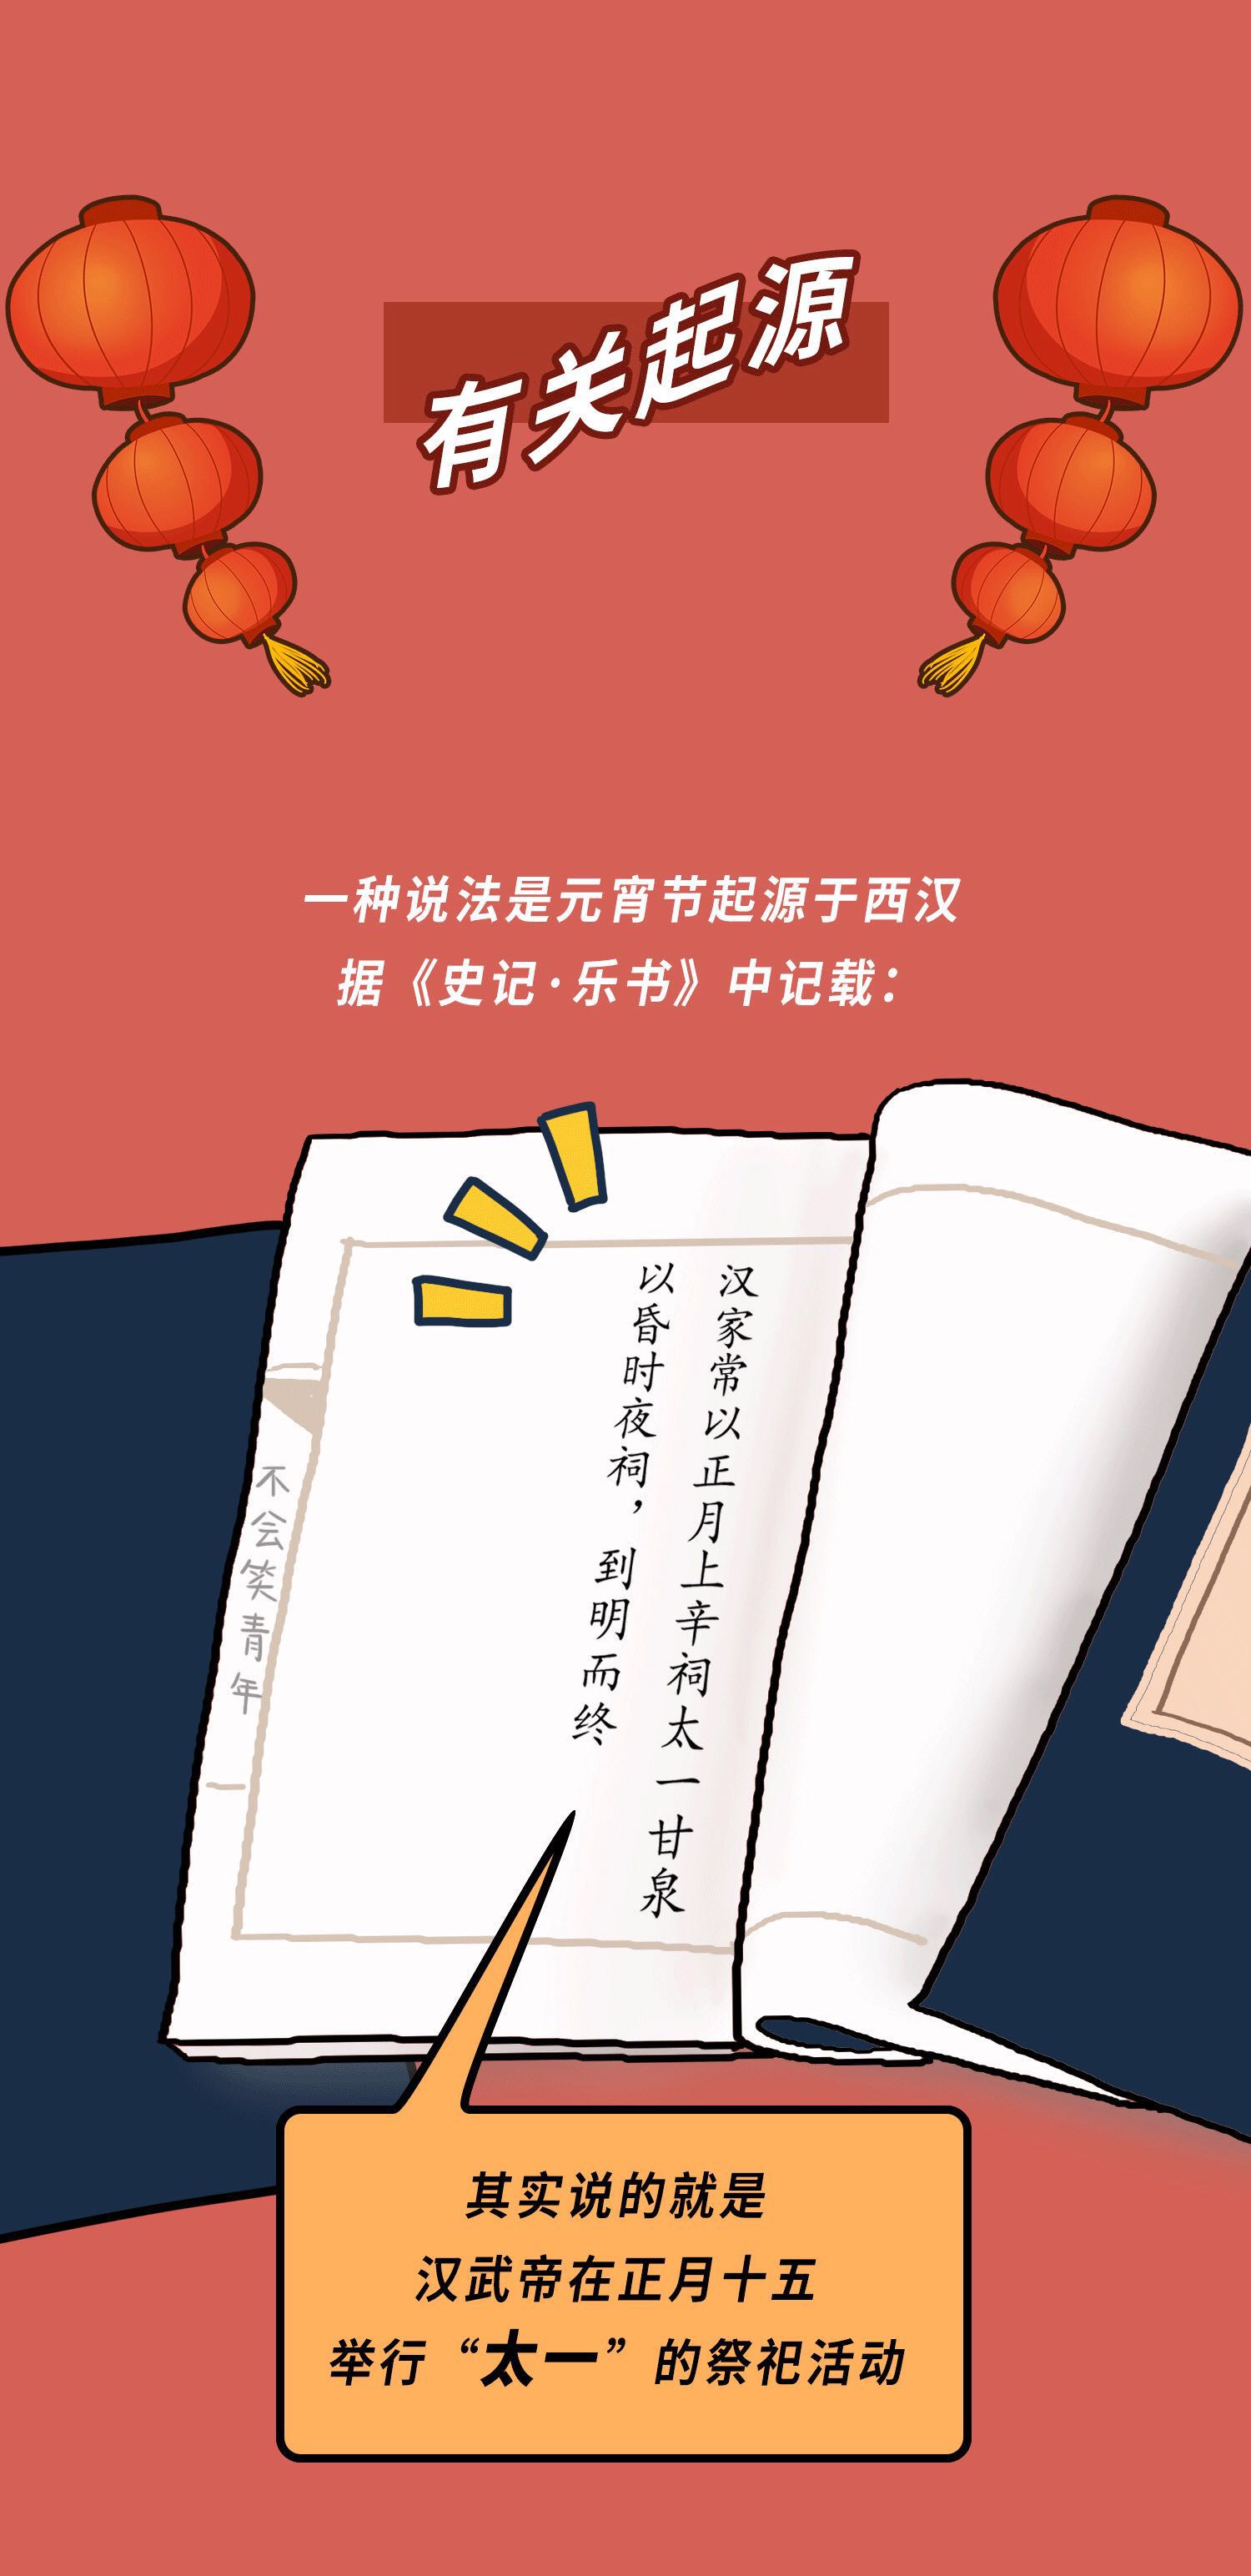 有关起源
一种说法是元宵节起源于西汉
据《史记·乐书》中记载：
汉家常以正月上辛祠太一甘泉
以昏时夜祠，到明而终
不会笑青年
其实说的就是
汉武帝在正月十五
举行“太一”的祭祀活动